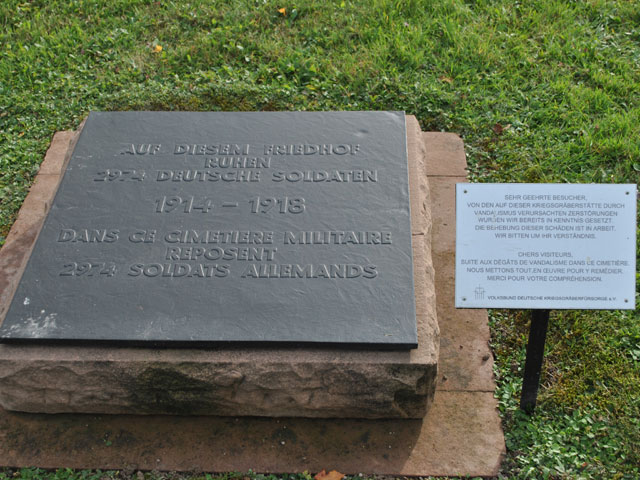 AUF DIESEM FRIEDHOF
RUHEN
2974 DEUTSCHE SOLDATEN
1914 - 1918
DANS CE CIMETIERE MILITAIRE
REPOSENT
2974 SOLDATS ALLEMANDS
SEHR GEEHRTE BESUCHER,
VON DEN AUF DIESER KRIEGSGRÄBERSTÄTTE DURCH
VANDALISMUS VERURSACHTEN ZERSTÖRUNGEN
WURDEN WIR BEREITS IN KENNTNIS GESETZT.
DIE BEHEBUNG DIESER SCHÄDEN IST IN ARBEIT.
WIR BITTEN UM IHR VERSTÄNDNIS.
CHERS VISITEURS,
SUITE AUX DÉGÂTS DE VANDALISME DANS CE CIMETIERE,
NOUS METTONS TOUT EN ŒUVRE POUR Y REMÉDIER.
MERCI POUR VOTRE COMPRÉHENSION.
VOLKSBUND DEUTSCHE KRIEGSGRÄBERFÜRSORGE e.V.